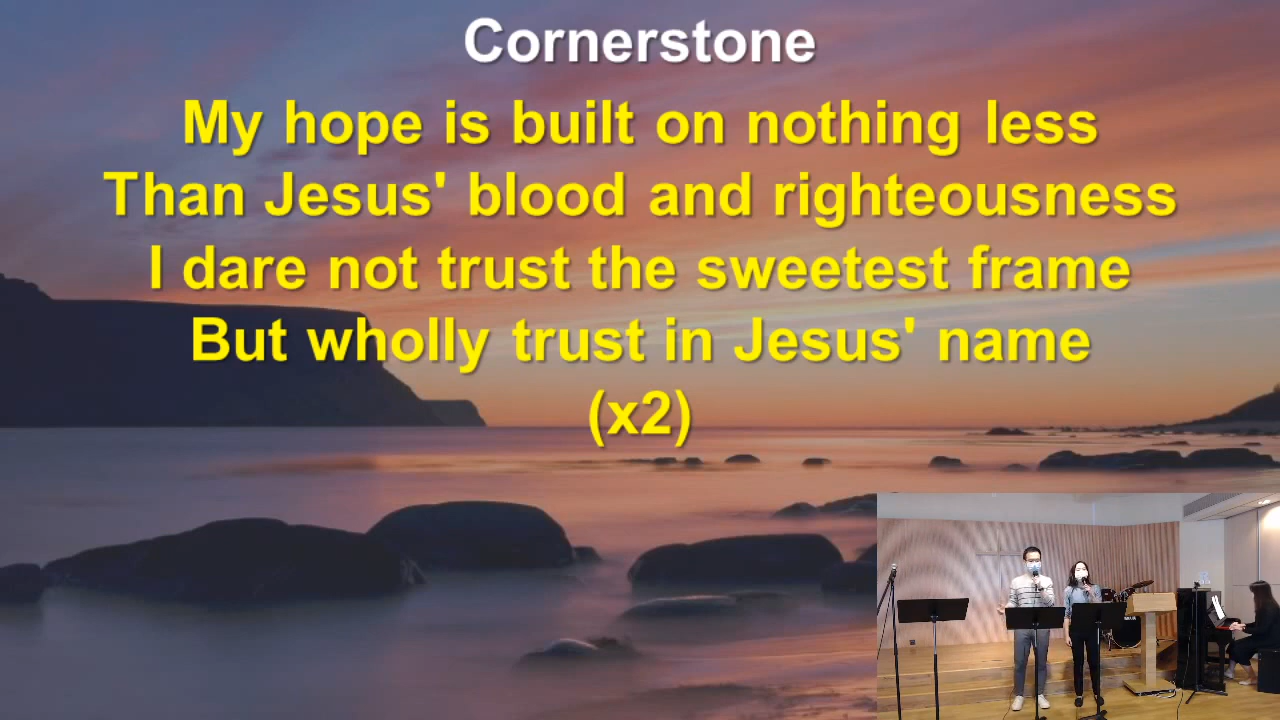 Cornerstone
My hope is built on nothing less
Than Jesus' blood and righteousness
I dare not trust the sweetest frame
But wholly trust in Jesus' name
(x2)